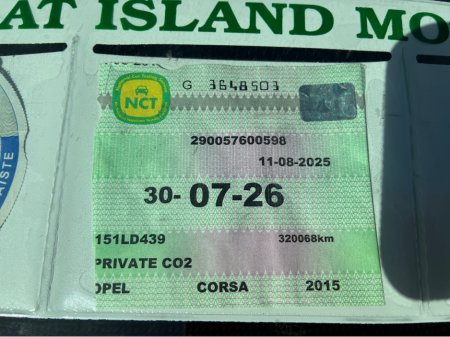 AT ISLAND MO
G 3648503
NCT
290057600598
11-08-2025
30-07-26
151LD439 320068km
PRIVATE CO2
OPEL CORSA 2015